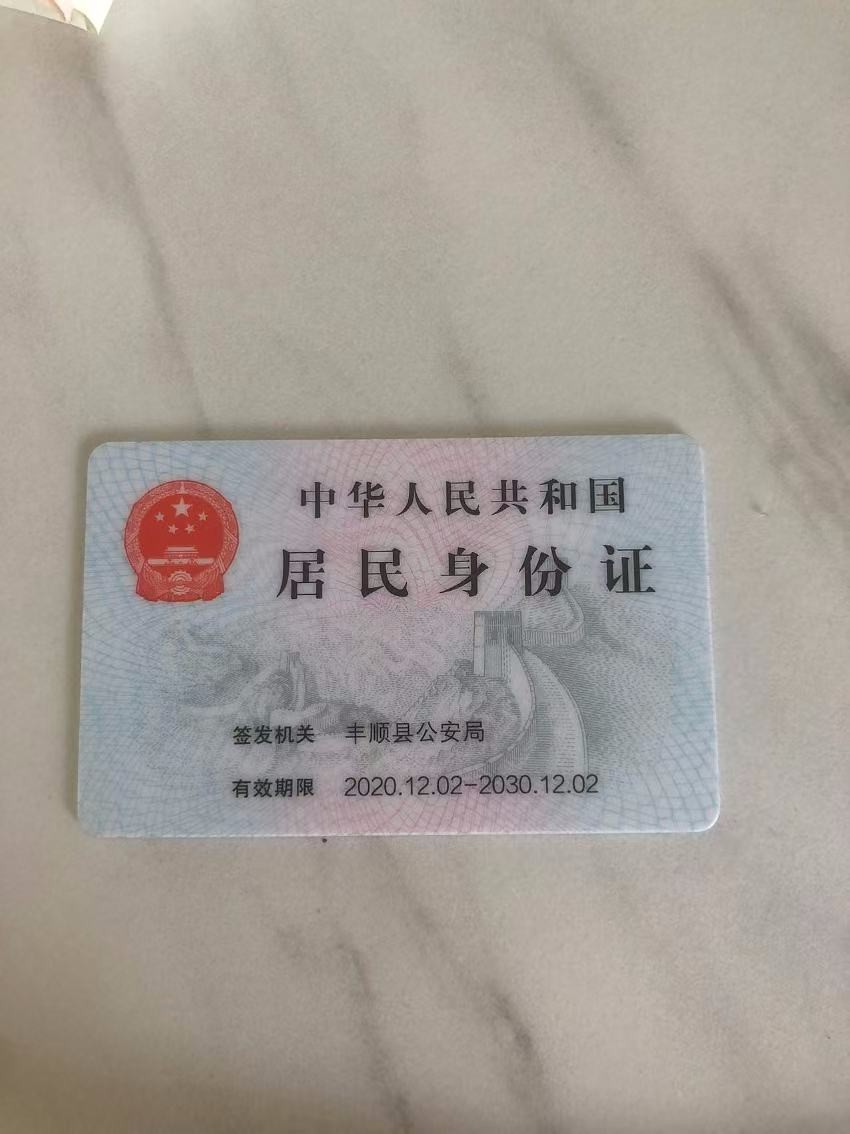 中华人民共和国
居民身份证
签发机关 丰顺县公安局
有效期限 2020.12.02-2030.12.02